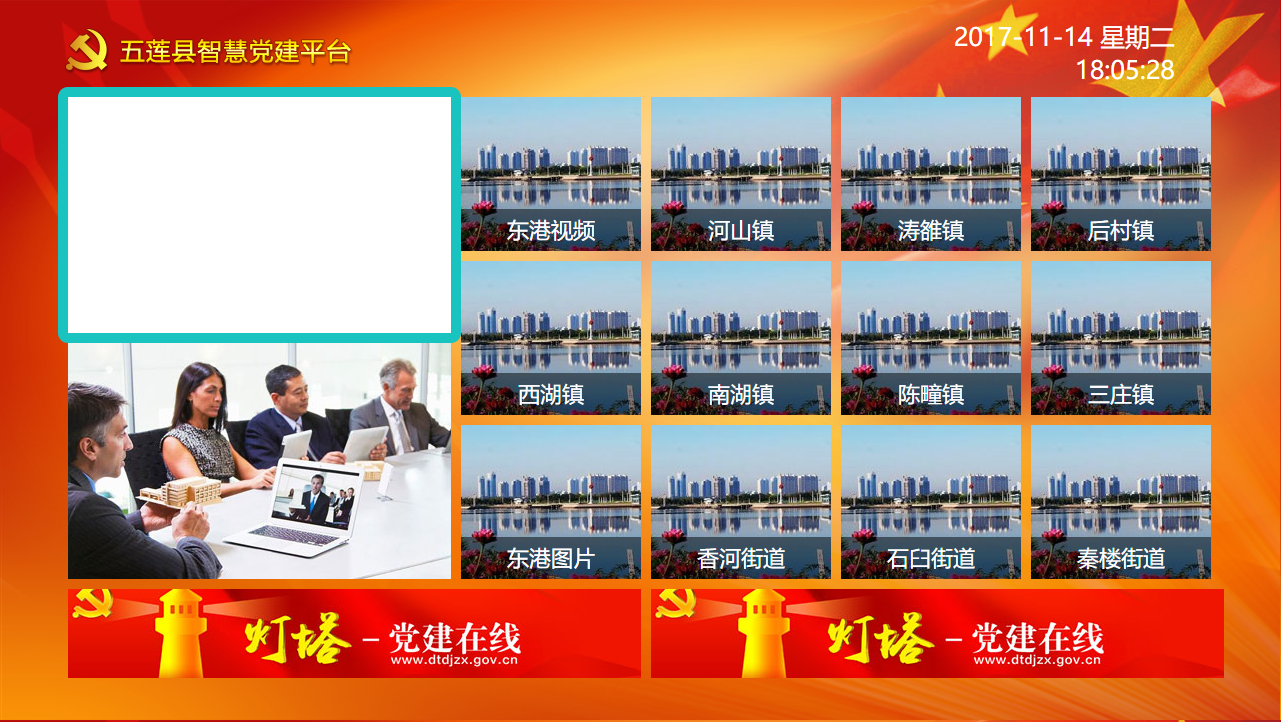 五莲县智慧党建平台
2017-11-14 星期二
18:05:28
东港视频
河山镇
涛雒镇
后村镇
西湖镇
南湖镇
陈疃镇
三庄镇
东港图片
香河街道
石臼街道
秦楼街道
灯塔－党建在线
www.dtdjzx.gov.cn
灯塔－党建在线
www.dtdjzx.gov.cn